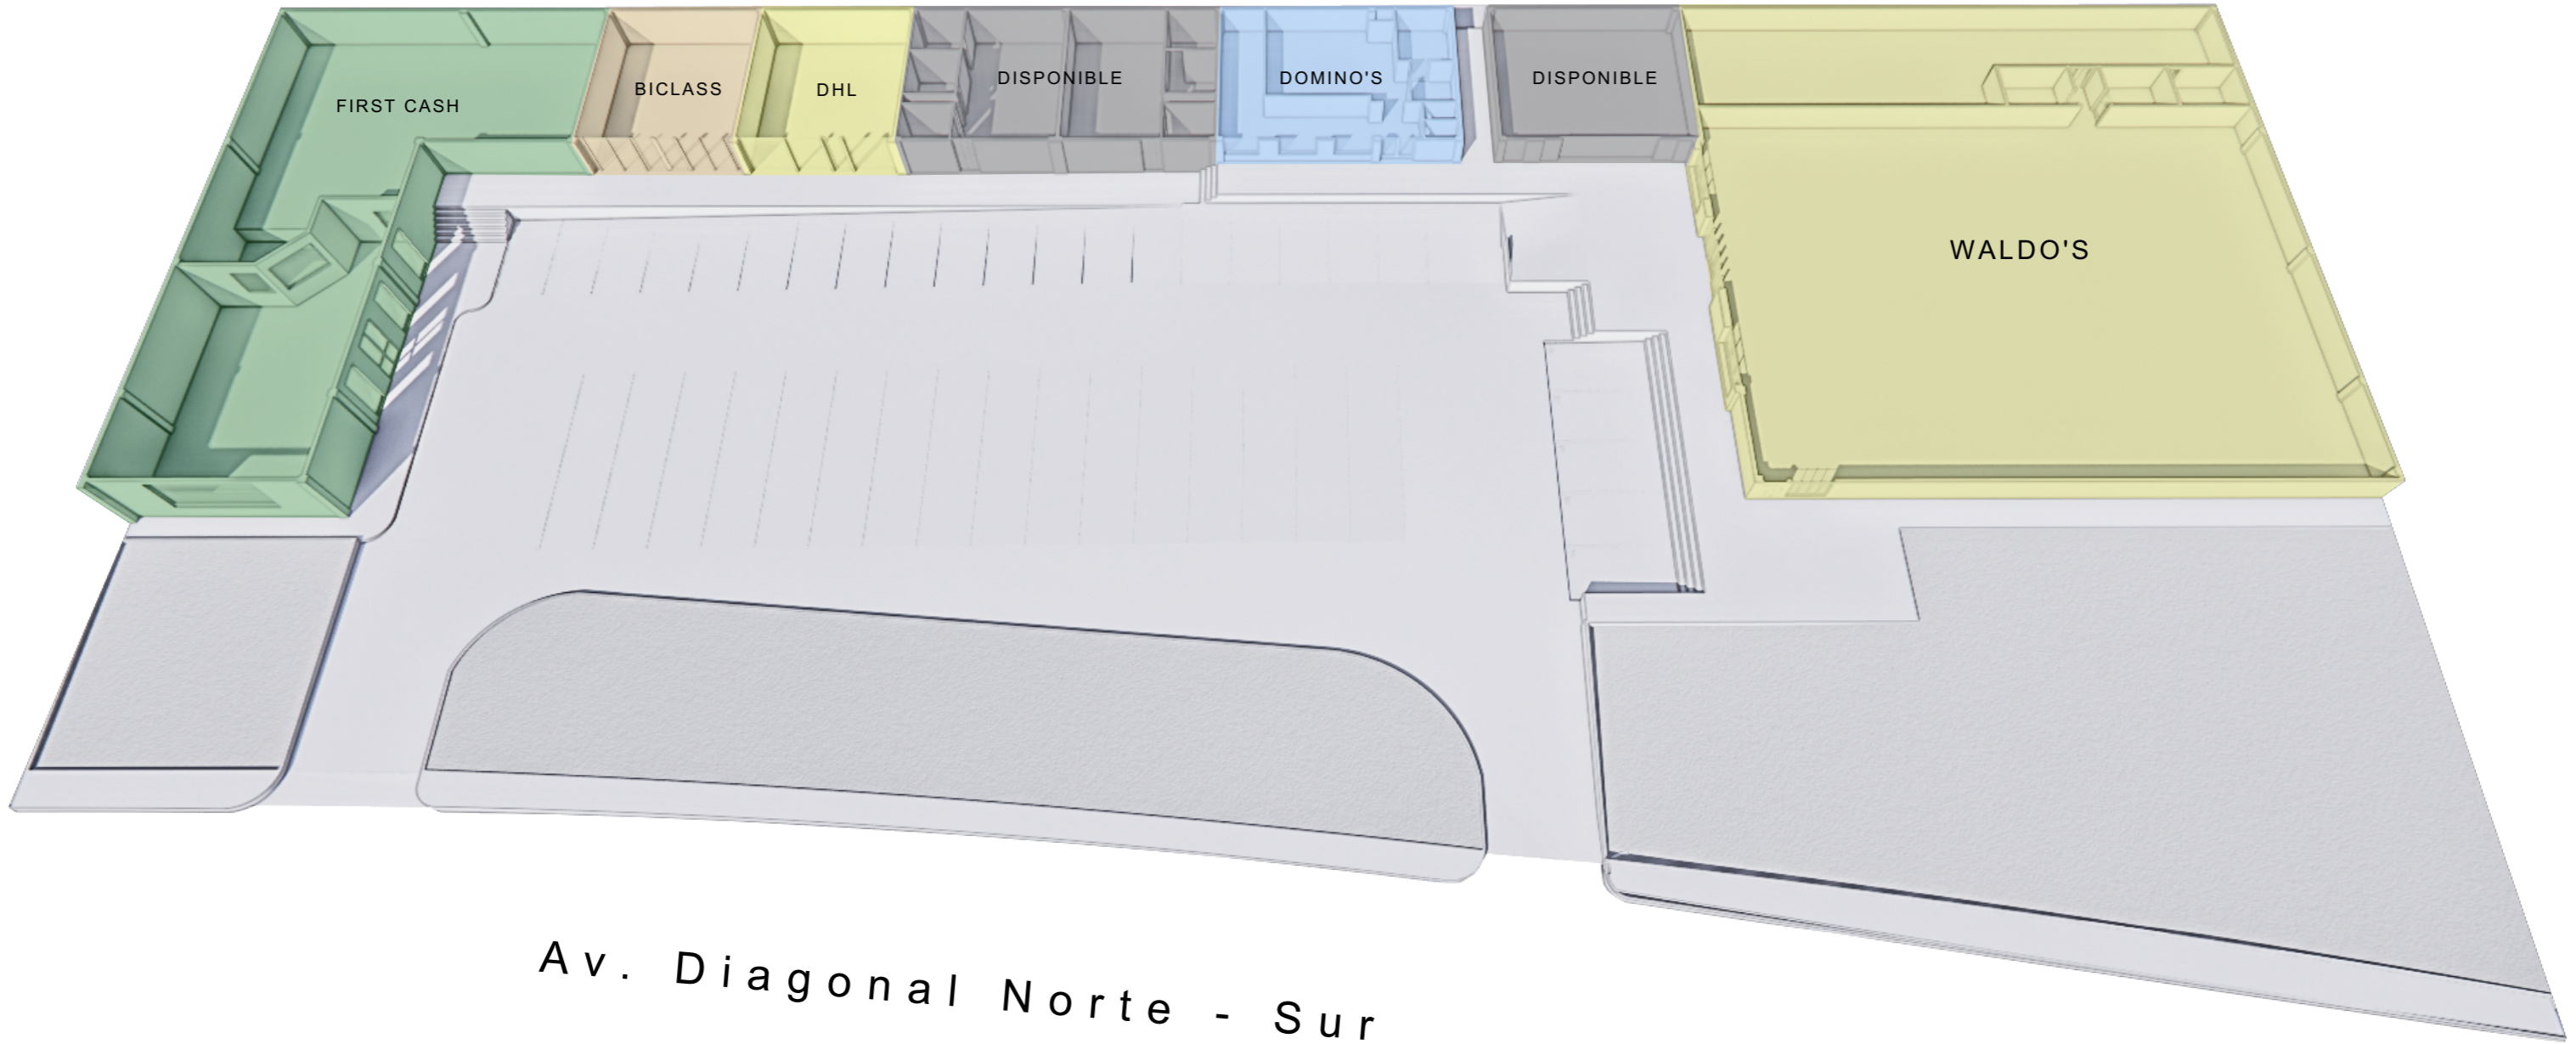 FIRST CASH
BICLASS
DHL
DISPONIBLE
DOMINO'S
DISPONIBLE
WALDO'S
Av. Diagonal Norte - Sur